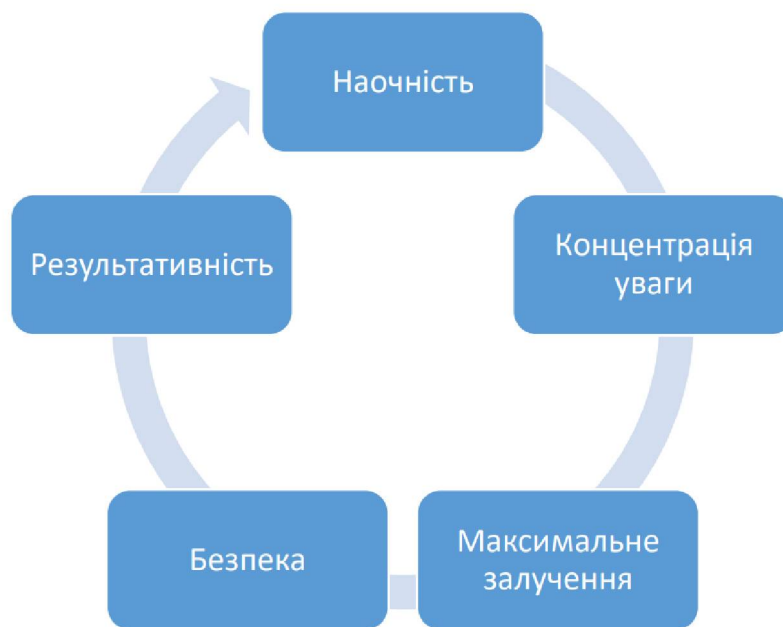 Наочність
Концентрація
уваги
Максимальне
залучення
Безпека
Результативність